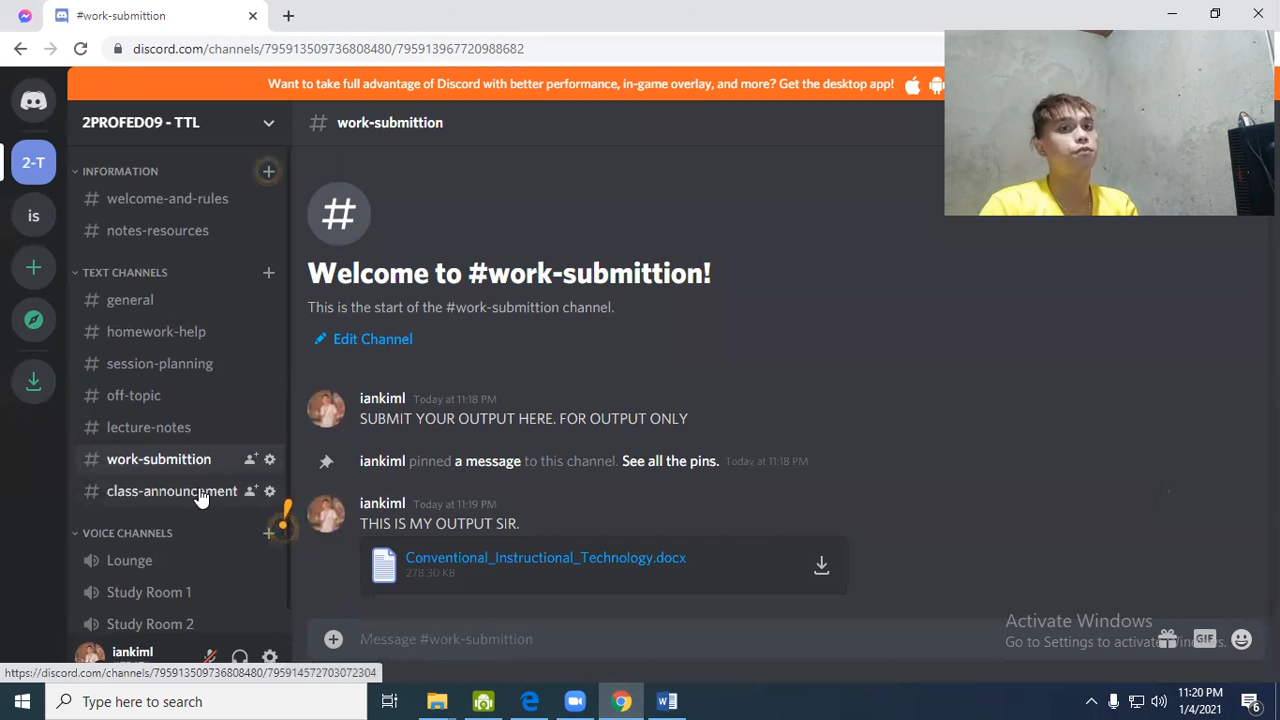 #work-submittion
discord.com/channels/795913509736808480/795913967720988682
Want to take full advantage of Discord with better performance, in-game overlay, and more? Get the desktop app!
2PROFED09 - TTL
# work-submittion
2-T
is
INFORMATION
# welcome-and-rules
# notes-resources
TEXT CHANNELS
# general
# homework-help
# session-planning
# off-topic
# lecture-notes
# work-submittion
# class-announcement
VOICE CHANNELS
Lounge
Study Room 1
Study Room 2
iankiml
#
Welcome to #work-submittion!
This is the start of the #work-submittion channel.
Edit Channel
iankiml Today at 11:18 PM
SUBMIT YOUR OUTPUT HERE. FOR OUTPUT ONLY
iankiml pinned a message to this channel. See all the pins. Today at 11:18 PM
iankiml Today at 11:19 PM
THIS IS MY OUTPUT SIR.
Conventional_Instructional_Technology.docx
278.30 KB
Message #work-submittion
GIF
Activate Windows
Go to Settings to activate Windows.
https://discord.com/channels/795913509736808480/795914572703072304
Type here to search
11:20 PM
1/4/2021
6